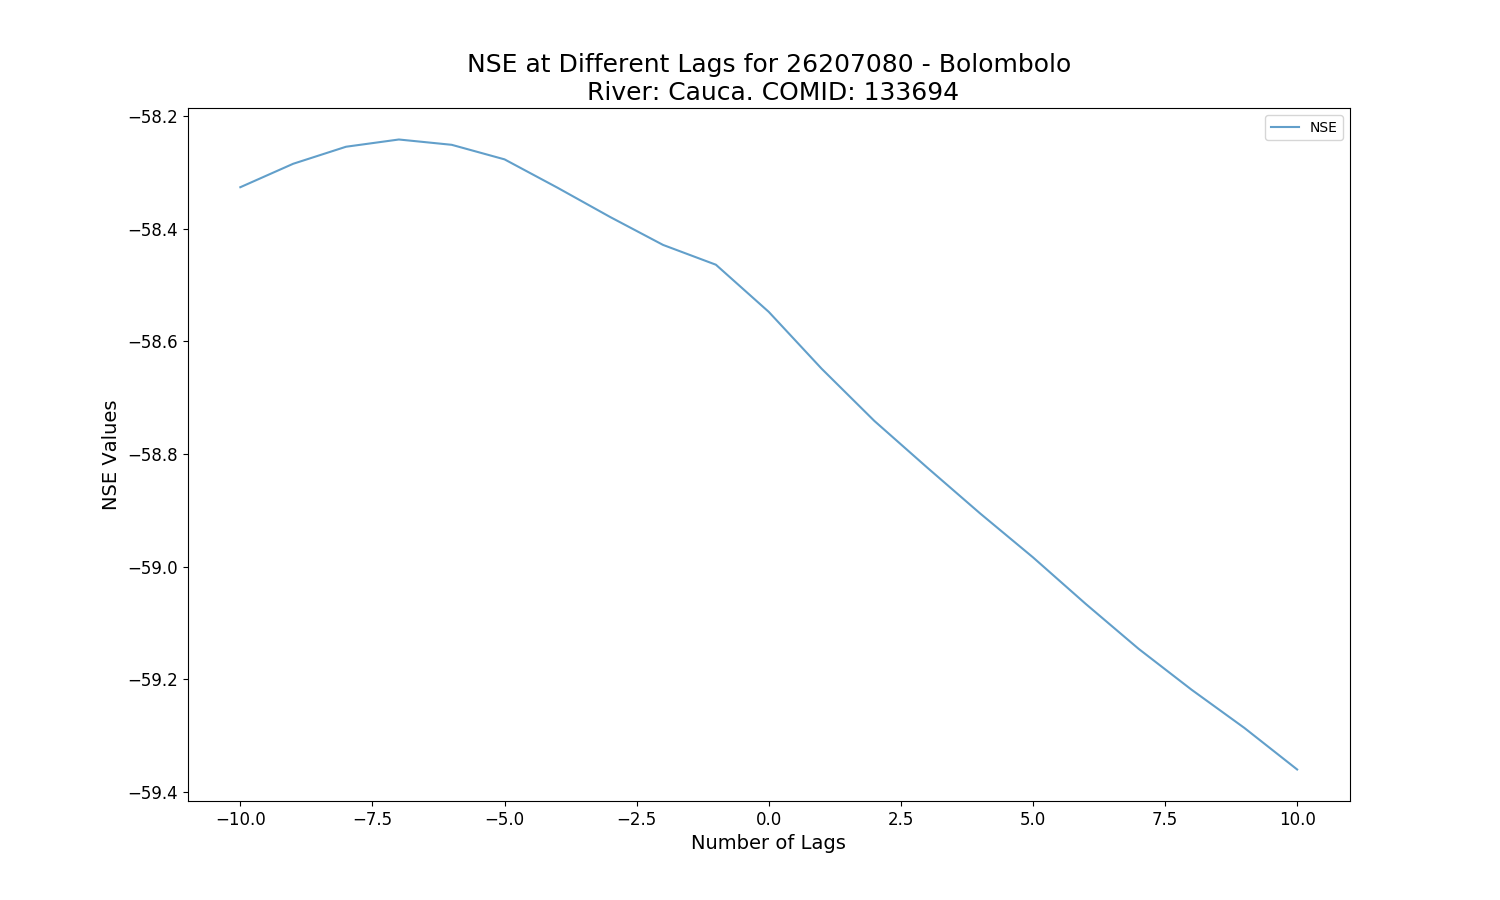 NSE at Different Lags for 26207080 - Bolombolo
River: Cauca. COMID: 133694
NSE
−58.2
−58.4
−58.6
−58.8
−59.0
−59.2
−59.4
NSE Values
−10.0 −7.5 −5.0 −2.5 0.0 2.5 5.0 7.5 10.0
Number of Lags